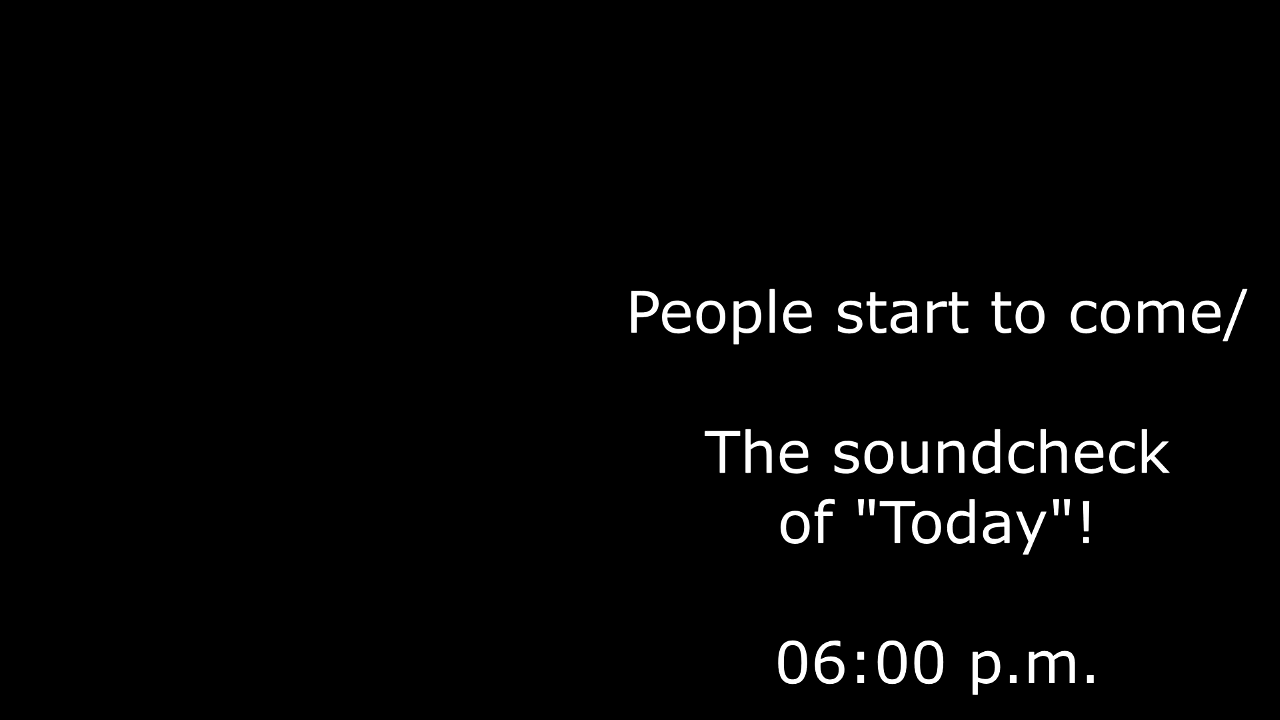 People start to come/
The soundcheck
of "Today"!
06:00 p.m.